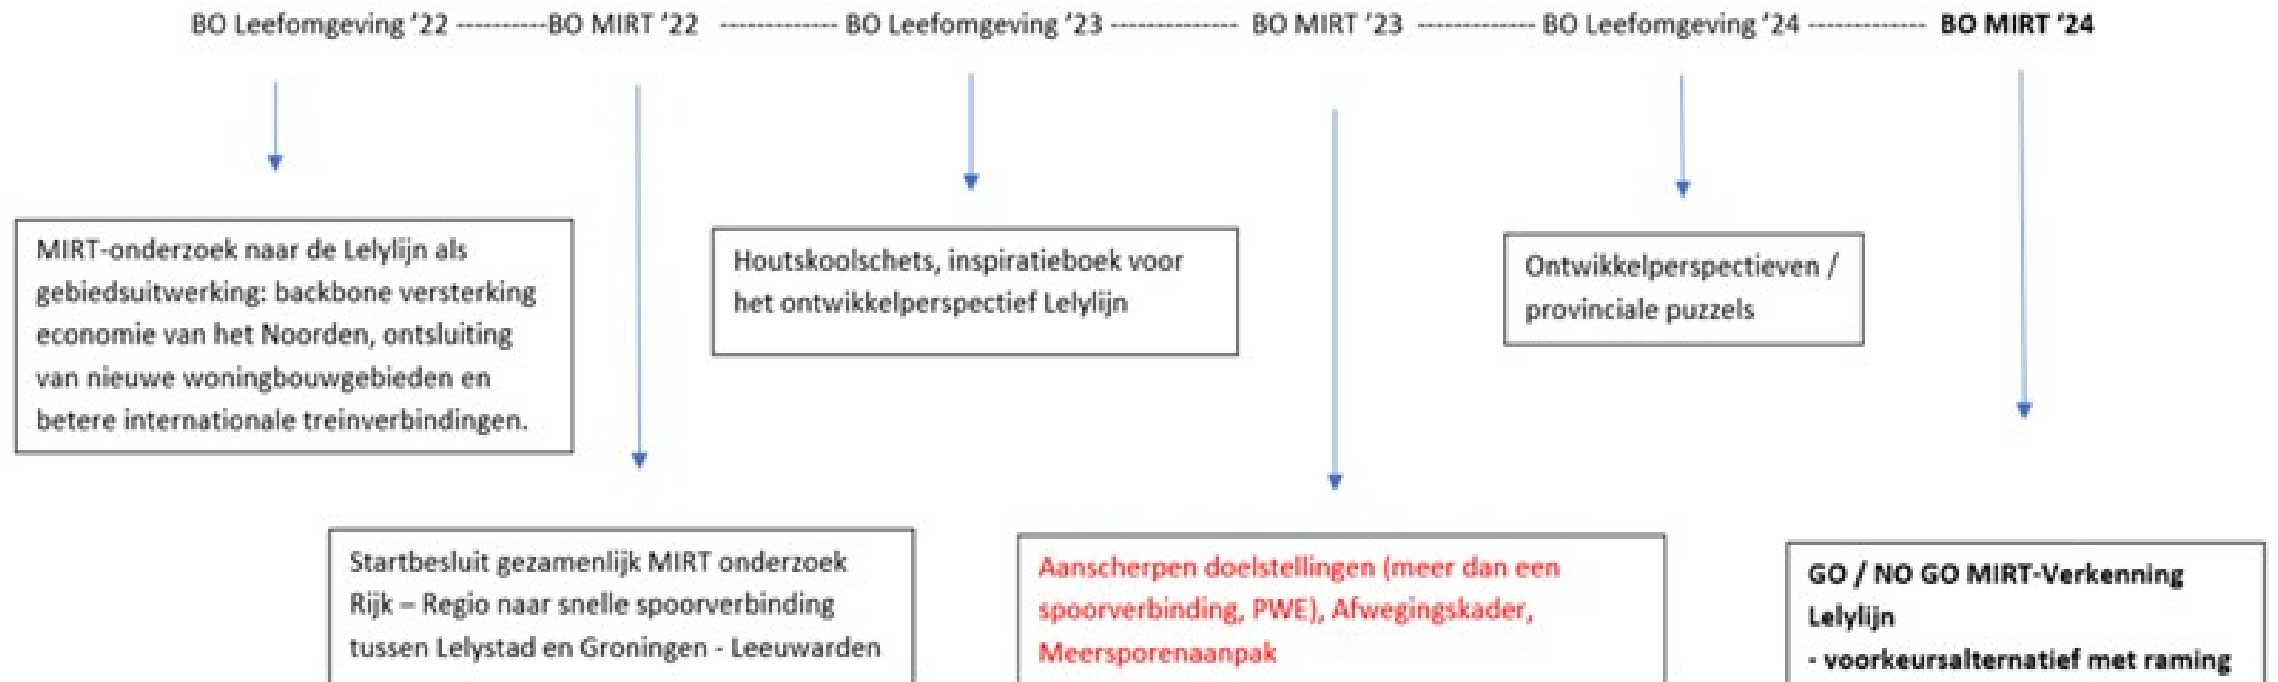 BO Leefomgeving '22 ----------BO MIRT '22 ------------- BO Leefomgeving '23 -------------- BO MIRT '23 ------------- BO Leefomgeving '24 ------------- BO MIRT '24
MIRT-onderzoek naar de Lelylijn als
gebiedsuitwerking: backbone versterking
economie van het Noorden, ontsluiting
van nieuwe woningbouwgebieden en
betere internationale treinverbindingen.
Startbesluit gezamenlijk MIRT onderzoek
Rijk – Regio naar snelle spoorverbinding
tussen Lelystad en Groningen - Leeuwarden
Houtskoolschets, inspiratieboek voor
het ontwikkelperspectief Lelylijn
Aanscherpen doelstellingen (meer dan een
spoorverbinding, PWE), Afwegingskader,
Meersporenaanpak
Ontwikkelperspectieven /
provinciale puzzels
GO / NO GO MIRT-Verkenning
Lelylijn
- voorkeursalternatief met raming